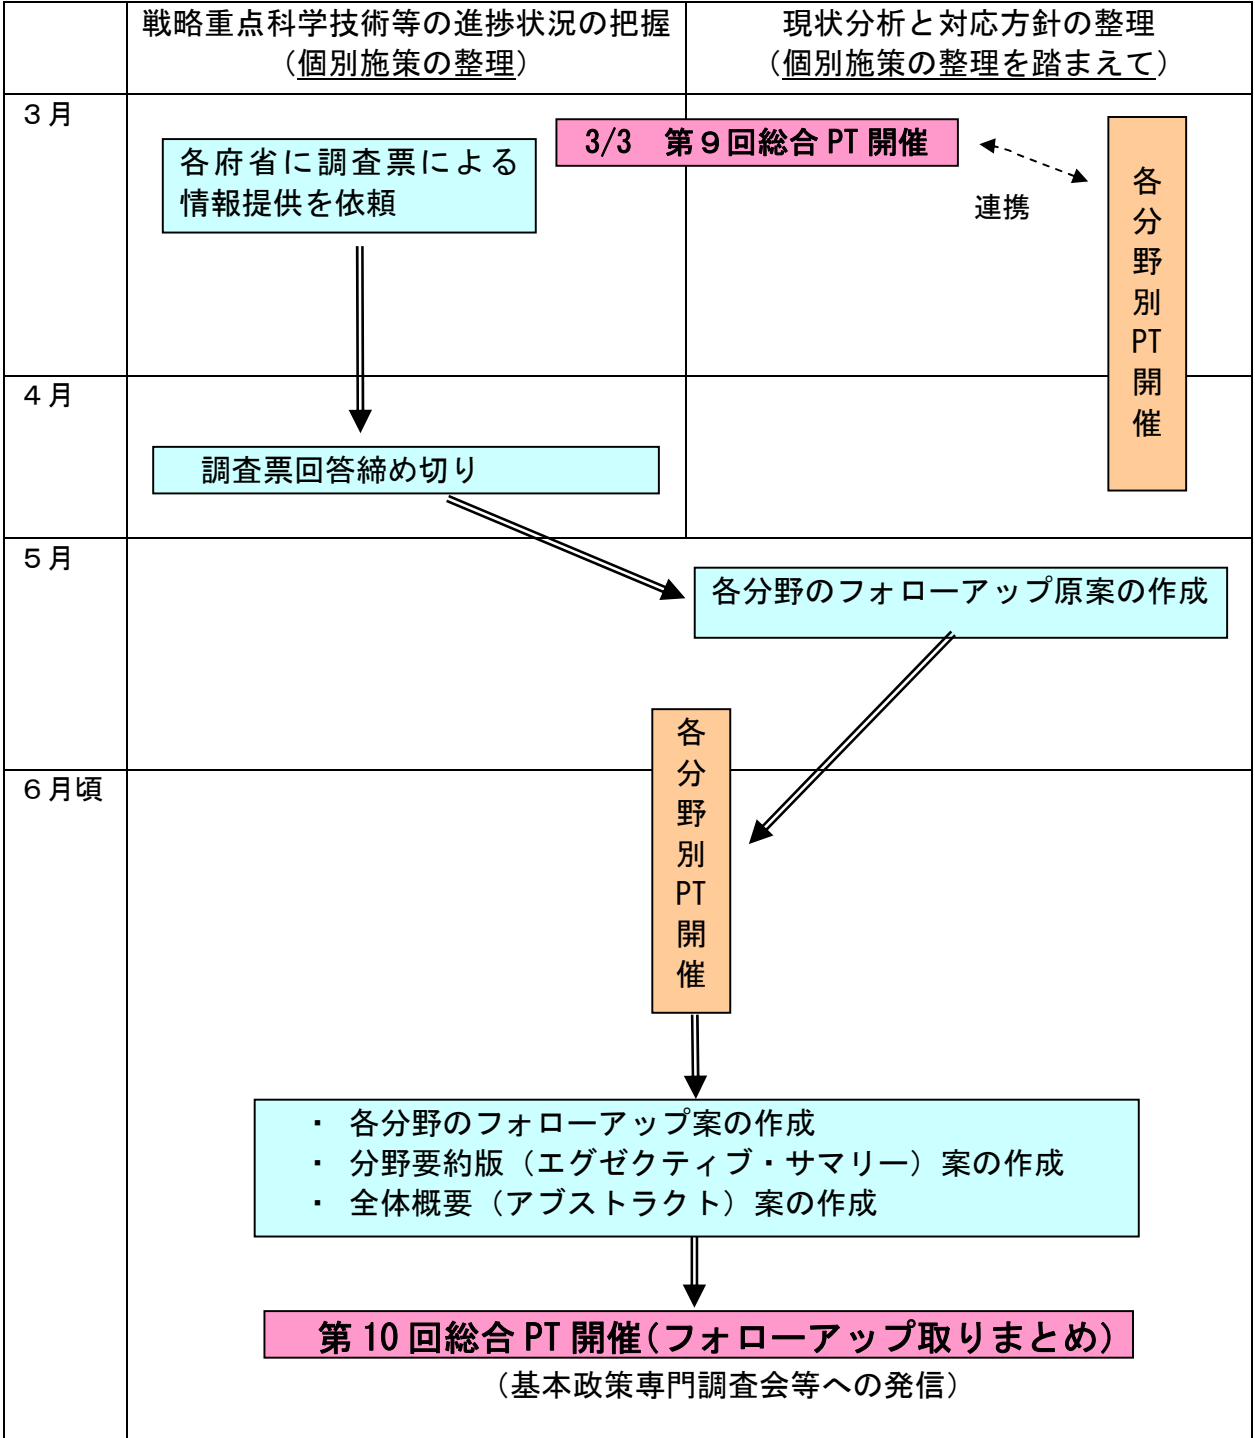 戦略重点科学技術等の進捗状況の把握
（個別施策の整理）
現状分析と対応方針の整理
（個別施策の整理を踏まえて）
３月
各府省に調査票による
情報提供を依頼
3/3　第９回総合 PT 開催
連携
各分野別PT開催
４月
調査票回答締め切り
５月
各分野のフォローアップ原案の作成
各分野別PT開催
６月頃
・ 各分野のフォローアップ案の作成
・ 分野要約版（エグゼクティブ・サマリー）案の作成
・ 全体概要（アブストラクト）案の作成
第 10 回総合 PT 開催（フォローアップ取りまとめ）
（基本政策専門調査会等への発信）